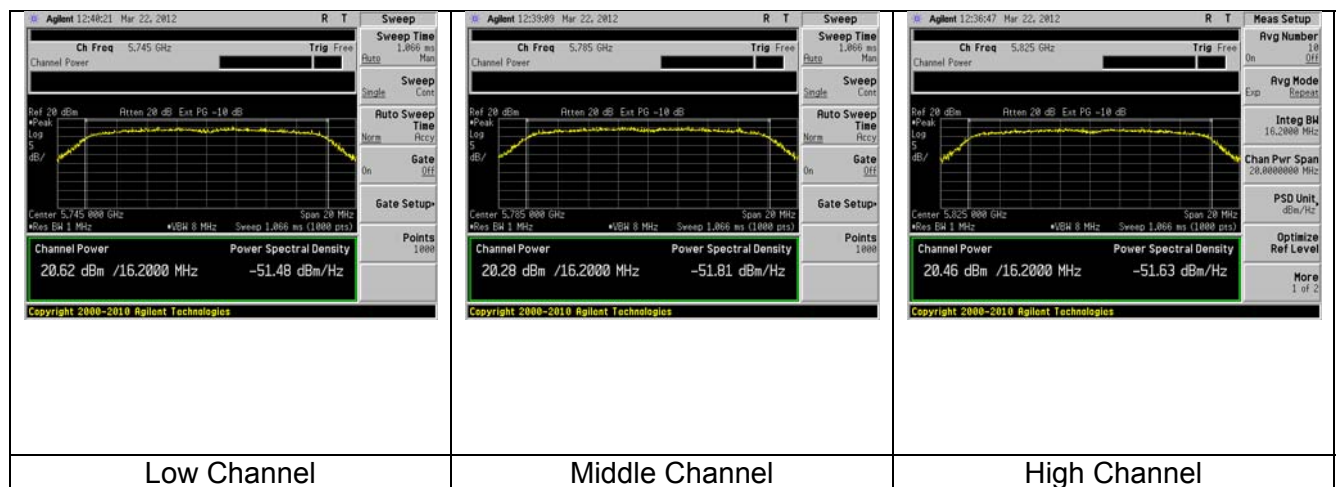 Agilent 12:40:21 Mar 22, 2012 R T Sweep
Ch Freq 5.745 GHz Trig Free
Channel Power
Sweep Time
1.066 ms
Auto Man
Sweep
Single Cont
Auto Sweep
Time
Norm Accy
Gate
On Off
Gate Setup
Points
1000
Ref 20 dBm Atten 20 dB Ext PG -10 dB
#Peak
Log
5
dB/
Center 5.745 000 GHz Span 20 MHz
#Res BW 1 MHz #VBW 8 MHz Sweep 1.066 ms (1000 pts)
Channel Power Power Spectral Density
20.62 dBm /16.2000 MHz -51.48 dBm/Hz
Copyright 2000-2010 Agilent Technologies
Low Channel
Agilent 12:39:09 Mar 22, 2012 R T Sweep
Ch Freq 5.785 GHz Trig Free
Channel Power
Sweep Time
1.066 ms
Auto Man
Sweep
Single Cont
Auto Sweep
Time
Norm Accy
Gate
On Off
Gate Setup
Points
1000
Ref 20 dBm Atten 20 dB Ext PG -10 dB
#Peak
Log
5
dB/
Center 5.785 000 GHz Span 20 MHz
#Res BW 1 MHz #VBW 8 MHz Sweep 1.066 ms (1000 pts)
Channel Power Power Spectral Density
20.28 dBm /16.2000 MHz -51.81 dBm/Hz
Copyright 2000-2010 Agilent Technologies
Middle Channel
Agilent 12:36:47 Mar 22, 2012 R T Meas Setup
Ch Freq 5.825 GHz Trig Free
Channel Power
Avg Number
10
On Off
Avg Mode
Exp Repeat
Integ BW
16.2000 MHz
Chan Pwr Span
20.0000000 MHz
PSD Unit
dBm/Hz
Optimize
Ref Level
More
1 of 2
Ref 20 dBm Atten 20 dB Ext PG -10 dB
#Peak
Log
5
dB/
Center 5.825 000 GHz Span 20 MHz
#Res BW 1 MHz #VBW 8 MHz Sweep 1.066 ms (1000 pts)
Channel Power Power Spectral Density
20.46 dBm /16.2000 MHz -51.63 dBm/Hz
Copyright 2000-2010 Agilent Technologies
High Channel